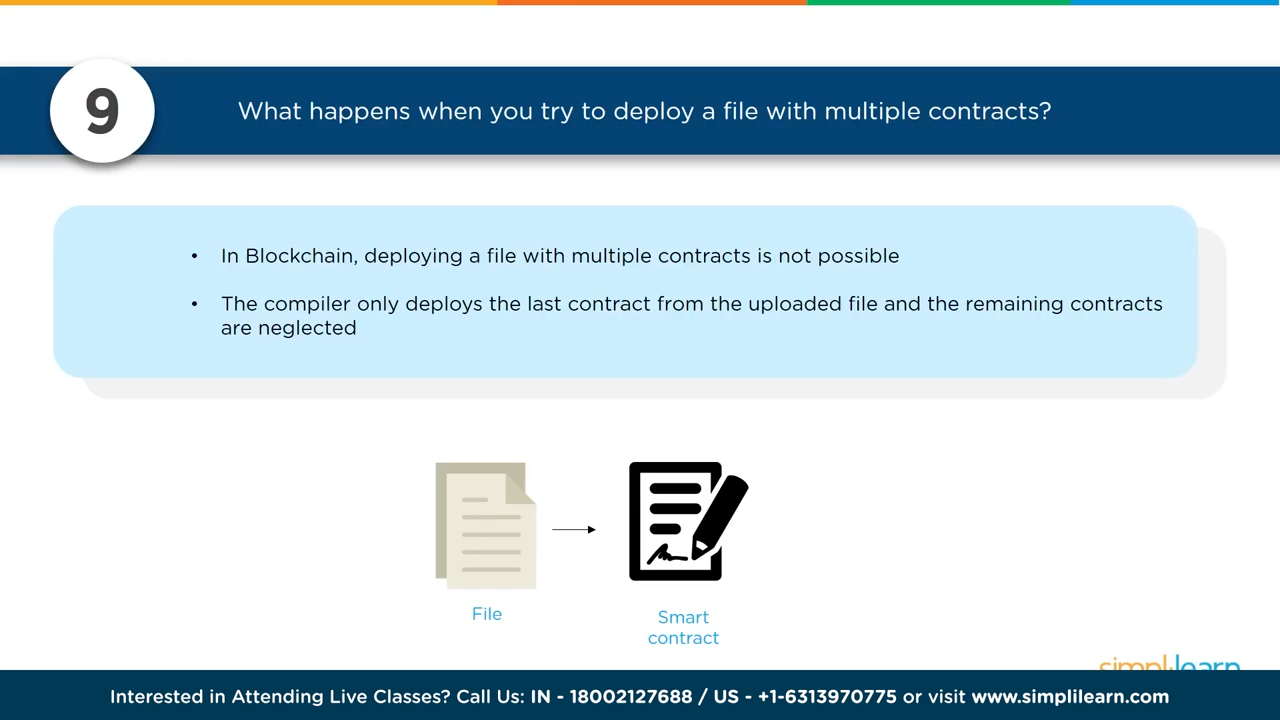 9
What happens when you try to deploy a file with multiple contracts?
• In Blockchain, deploying a file with multiple contracts is not possible
• The compiler only deploys the last contract from the uploaded file and the remaining contracts
are neglected
File
Smart
contract
simplilearn
Interested in Attending Live Classes? Call Us: IN - 18002127688 / US - +1-6313970775 or visit www.simplilearn.com